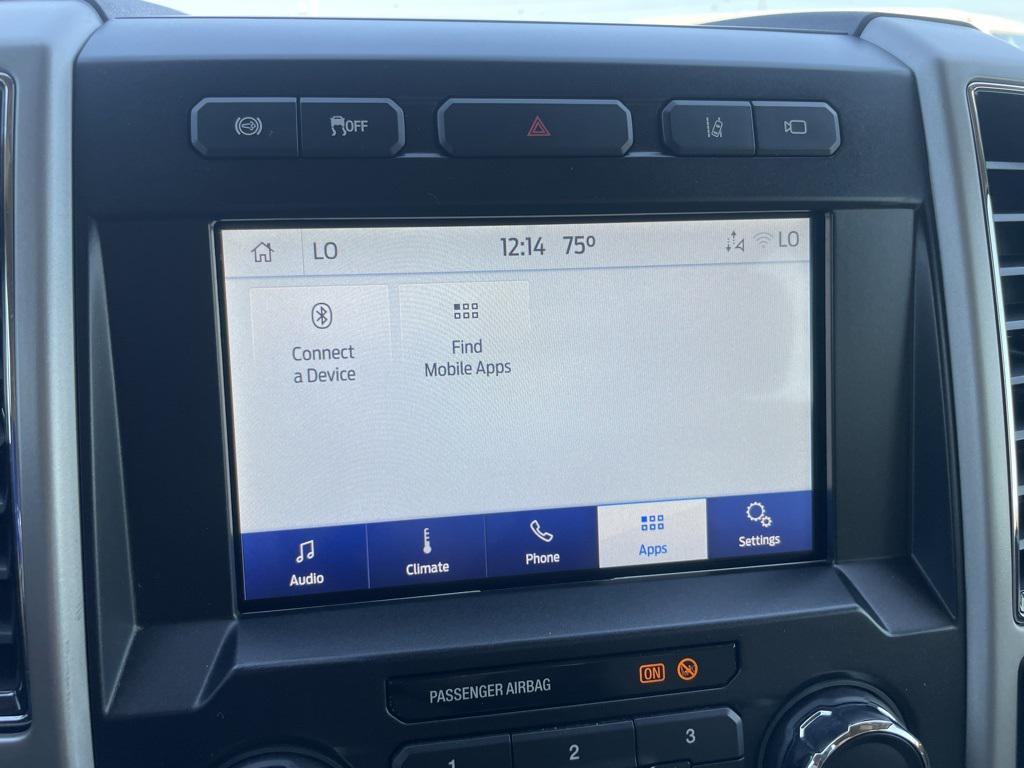 OFF
LO 12:14 75° LO
Connect
a Device
Find
Mobile Apps
Audio Climate Phone Apps Settings
PASSENGER AIRBAG ON
1 2 3